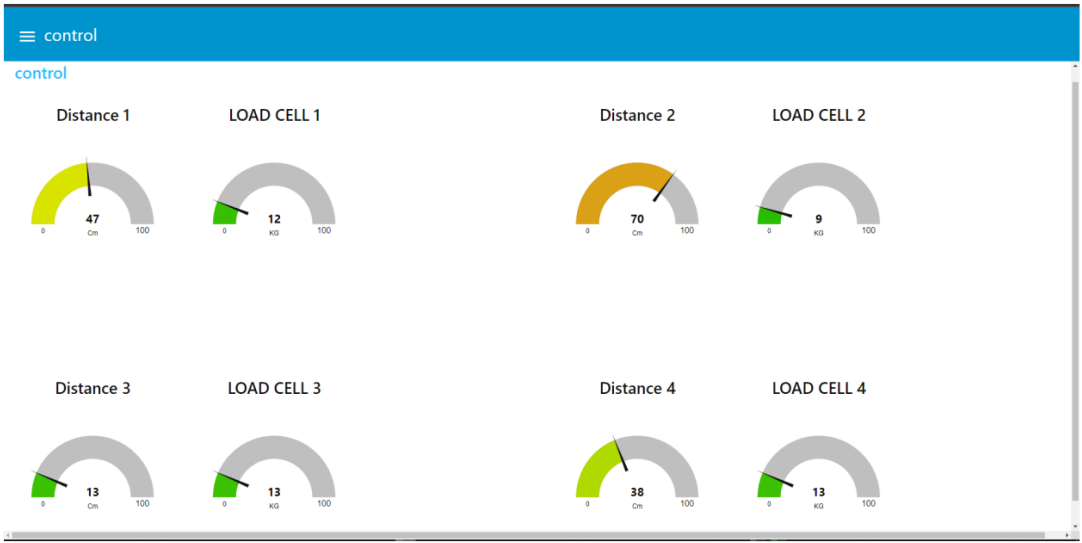 control
control
Distance 1
47
Cm
0
100
LOAD CELL 1
12
KG
0
100
Distance 2
70
Cm
0
100
LOAD CELL 2
9
KG
0
100
Distance 3
13
Cm
0
100
LOAD CELL 3
13
KG
0
100
Distance 4
38
Cm
0
100
LOAD CELL 4
13
KG
0
100